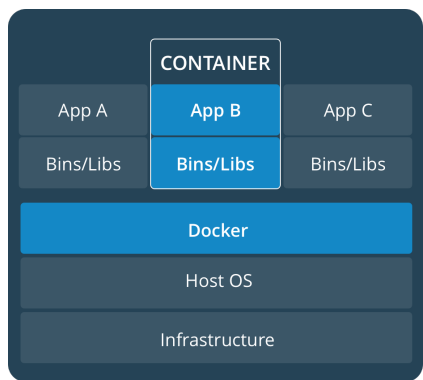 CONTAINER
App A App B App C
Bins/Libs Bins/Libs Bins/Libs
Docker
Host OS
Infrastructure